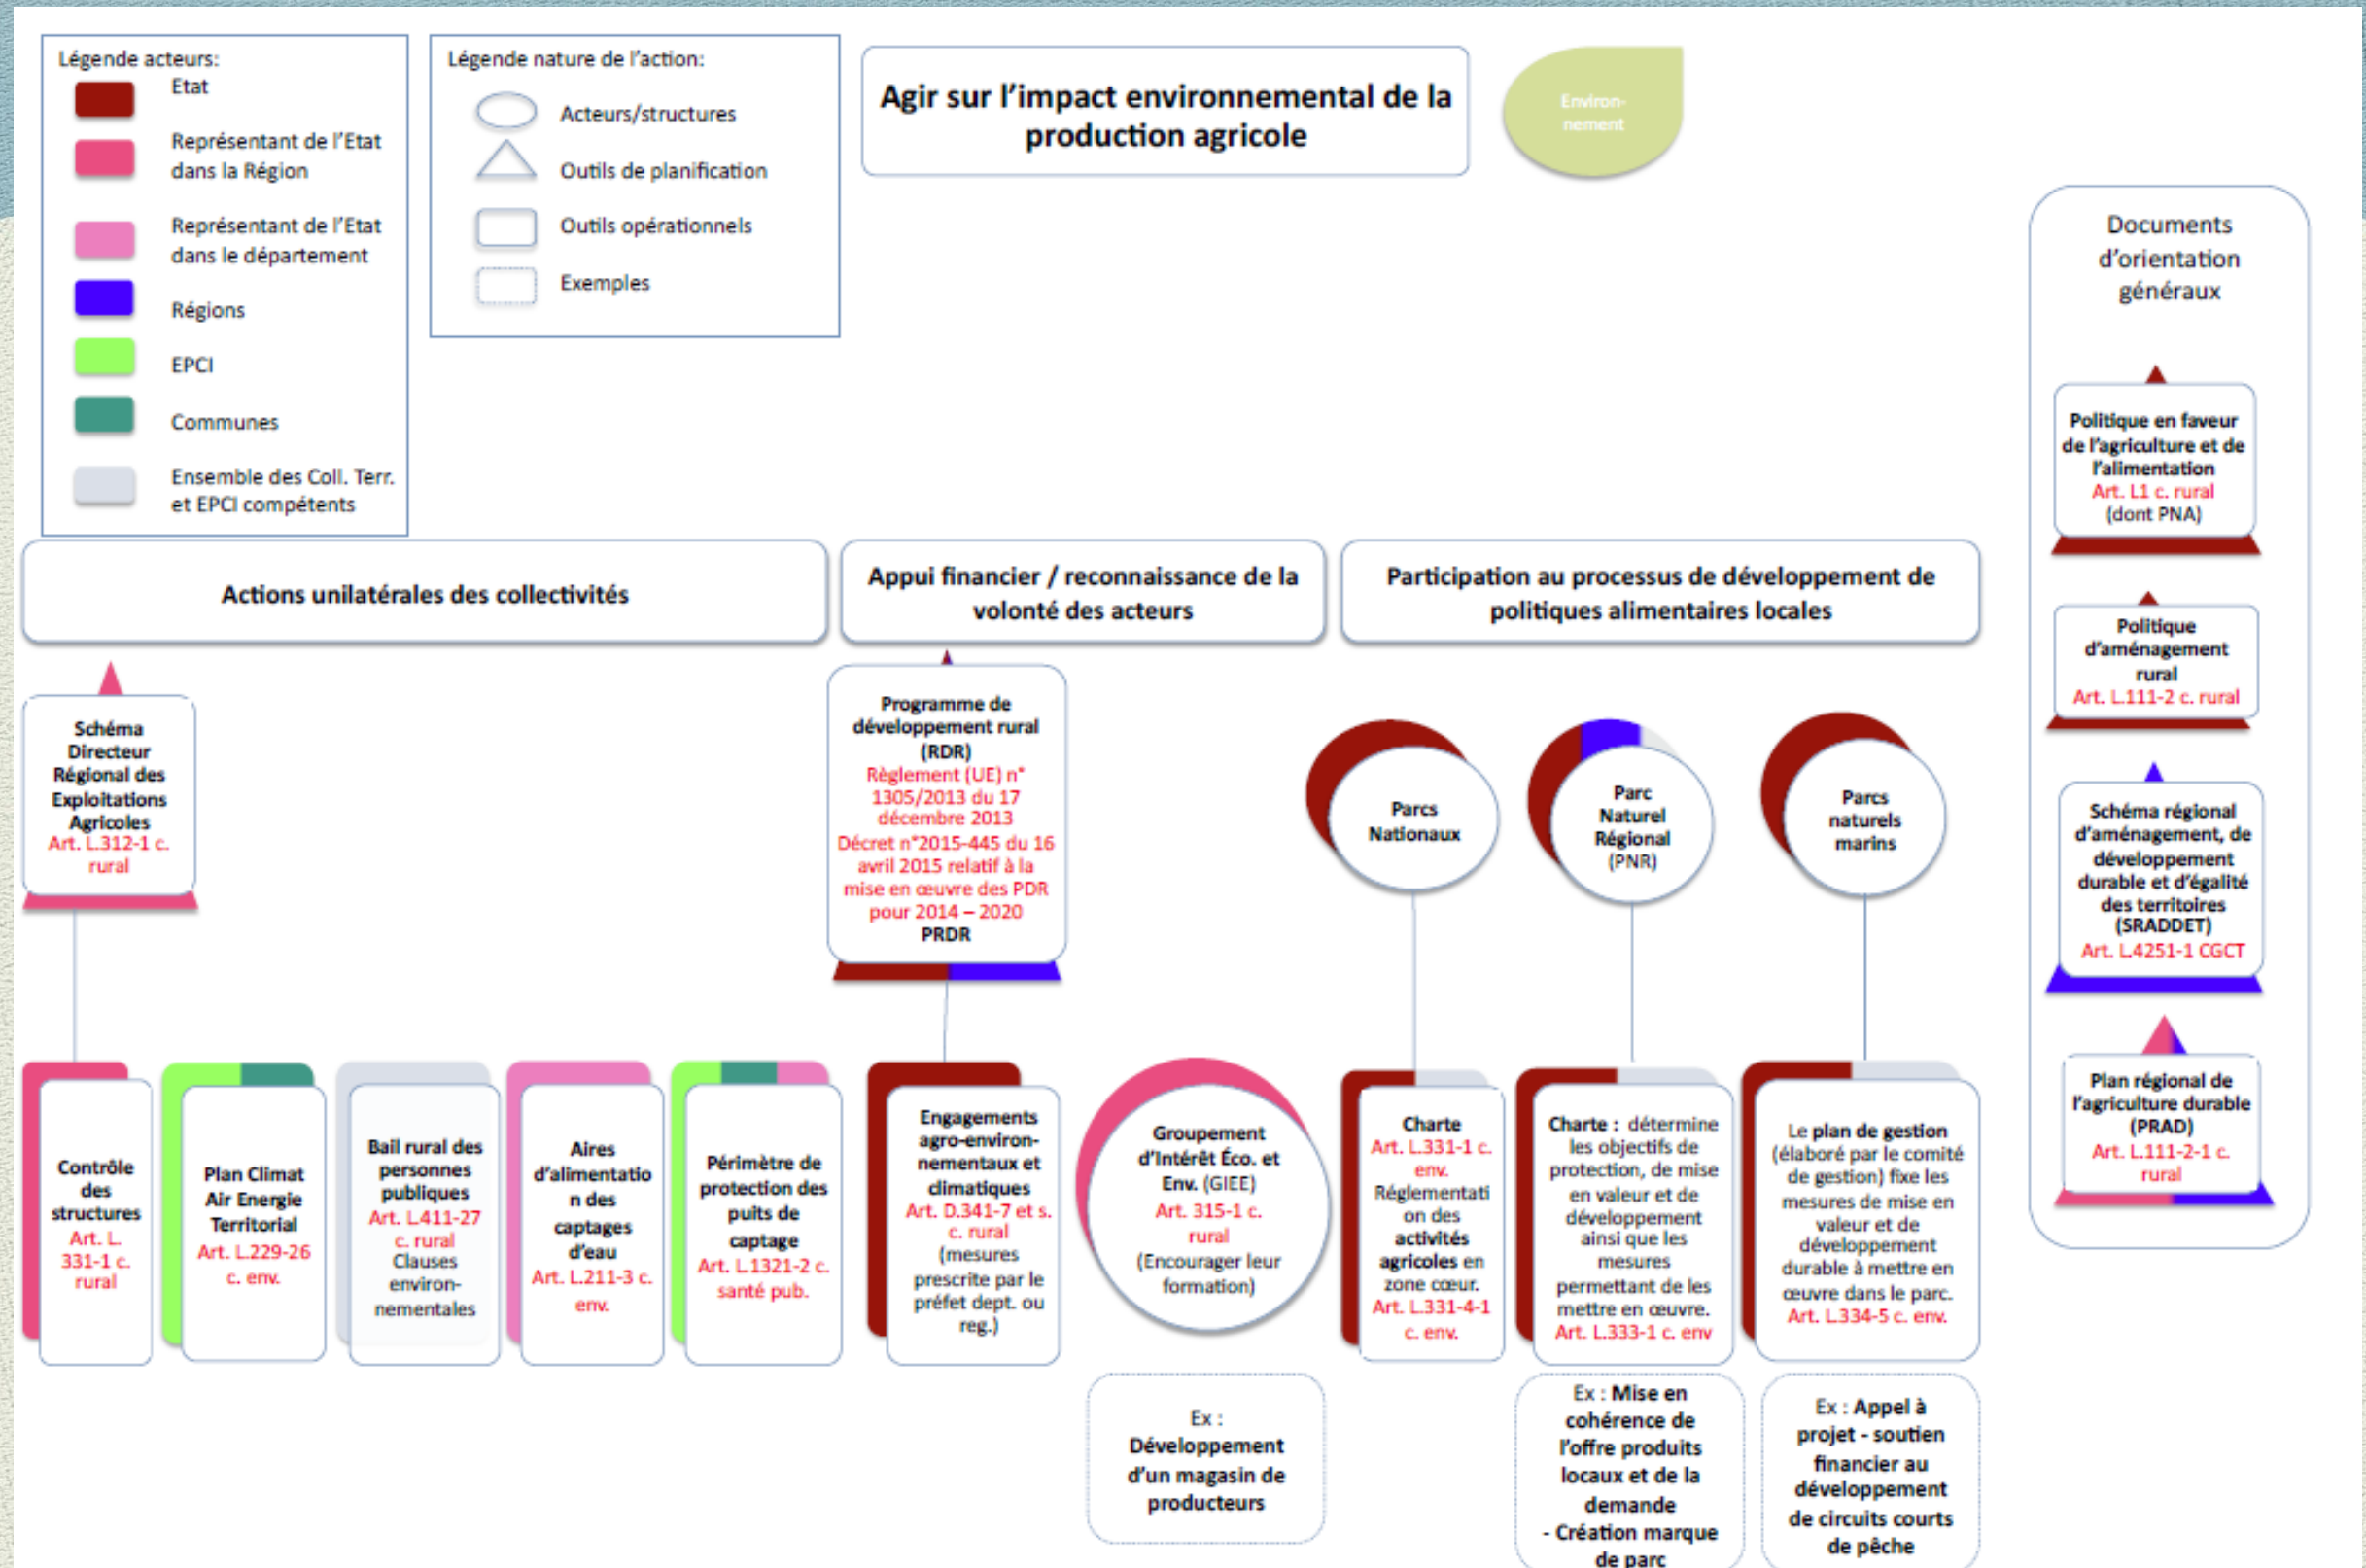 Légende acteurs:
Etat
Représentant de l'Etat
dans la Région
Représentant de l'Etat
dans le département
Régions
EPCI
Communes
Ensemble des Coll. Terr.
et EPCI compétents
Légende nature de l'action:
Acteurs/structures
Outils de planification
Outils opérationnels
Exemples
Agir sur l'impact environnemental de la
production agricole
Environ-
nement
Actions unilatérales des collectivités
Schéma
Directeur
Régional des
Exploitations
Agricoles
Art. L.312-1 c.
rural
Contrôle
des
structures
Art. L.
331-1 c.
rural
Plan Climat
Air Energie
Territorial
Art. L.229-26
c. env.
Bail rural des
personnes
publiques
Art. L.411-27
c. rural
Clauses
environ-
nementales
Aires
d'alimentatio
n des
captages
d'eau
Art. L.211-3 c.
env.
Périmètre de
protection des
puits de
captage
Art. L.1321-2 c.
santé pub.
Appui financier / reconnaissance de la
volonté des acteurs
Programme de
développement rural
(RDR)
Règlement (UE) n°
1305/2013 du 17
décembre 2013
Décret n°2015-445 du 16
avril 2015 relatif à la
mise en œuvre des PDR
pour 2014 – 2020
PRDR
Engagements
agro-environ-
nementaux et
climatiques
Art. D.341-7 et s.
c. rural
(mesures
prescrite par le
préfet dept. ou
reg.)
Groupement
d'Intérêt Éco. et
Env. (GIEE)
Art. 315-1 c.
rural
(Encourager leur
formation)
Ex :
Développement
d'un magasin de
producteurs
Participation au processus de développement de
politiques alimentaires locales
Parcs
Nationaux
Parc
Naturel
Régional
(PNR)
Parcs
naturels
marins
Charte
Art. L.331-1 c.
env.
Réglementati
on des
activités
agricoles en
zone cœur.
Art. L.331-4-1
c. env.
Charte : détermine
les objectifs de
protection, de mise
en valeur et de
développement
ainsi que les
mesures
permettant de les
mettre en œuvre.
Art. L.333-1 c. env
Le plan de gestion
(élaboré par le comité
de gestion) fixe les
mesures de mise en
valeur et de
développement
durable à mettre en
œuvre dans le parc.
Art. L.334-5 c. env.
Ex : Mise en
cohérence de
l'offre produits
locaux et de la
demande
- Création marque
de parc
Ex : Appel à
projet - soutien
financier au
développement
de circuits courts
de pêche
Documents
d'orientation
généraux
Politique en faveur
de l'agriculture et de
l'alimentation
Art. L1 c. rural
(dont PNA)
Politique
d'aménagement
rural
Art. L.111-2 c. rural
Schéma régional
d'aménagement, de
développement
durable et d'égalité
des territoires
(SRADDET)
Art. L.4251-1 CGCT
Plan régional de
l'agriculture durable
(PRAD)
Art. L.111-2-1 c.
rural